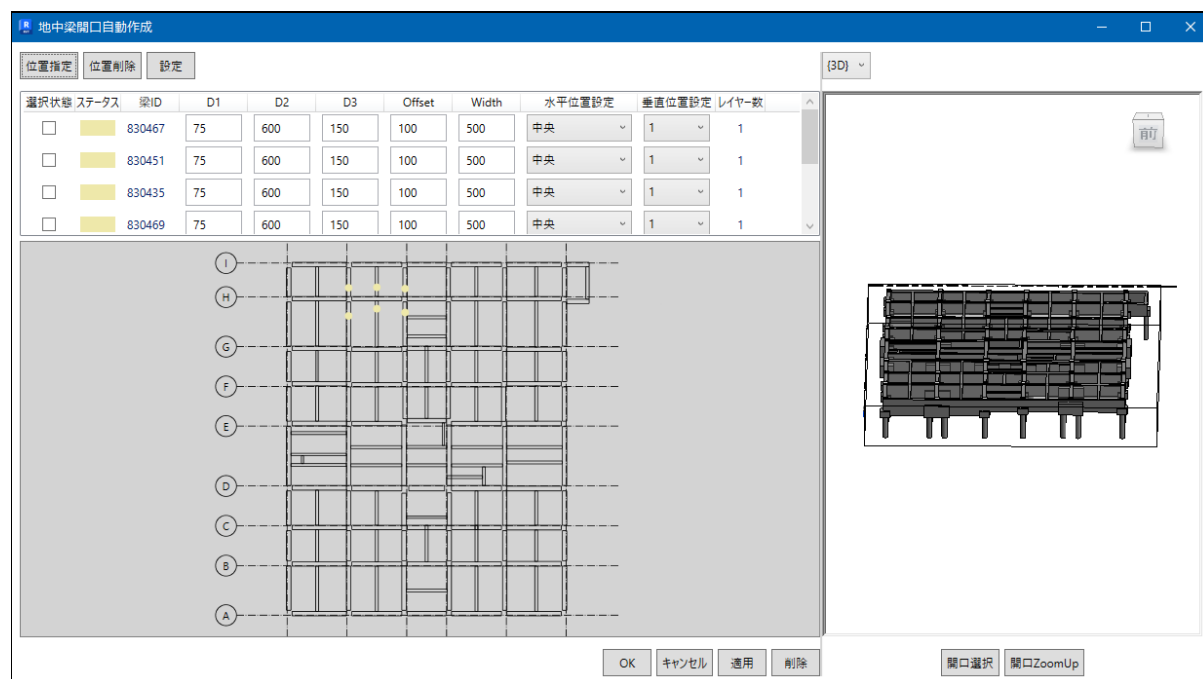 地中梁開口自動作成
位置指定 位置削除 設定 {3D}
選択状態 ステータス 梁ID D1 D2 D3 Offset Width 水平位置設定 垂直位置設定 レイヤー数
830467 75 600 150 100 500 中央 1 1
830451 75 600 150 100 500 中央 1 1
830435 75 600 150 100 500 中央 1 1
830469 75 600 150 100 500 中央 1 1
前
I
H
G
F
E
D
C
B
A
OK キャンセル 適用 削除 開口選択 開口ZoomUp